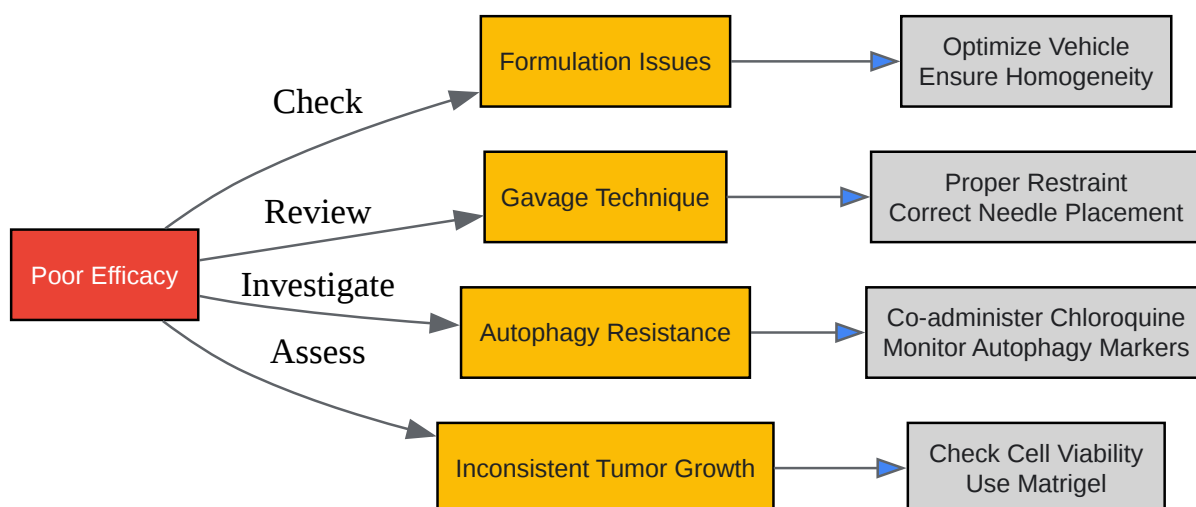 Poor Efficacy
Check
Formulation Issues
Optimize Vehicle
Ensure Homogeneity
Review
Gavage Technique
Proper Restraint
Correct Needle Placement
Investigate
Autophagy Resistance
Co-administer Chloroquine
Monitor Autophagy Markers
Assess
Inconsistent Tumor Growth
Check Cell Viability
Use Matrigel